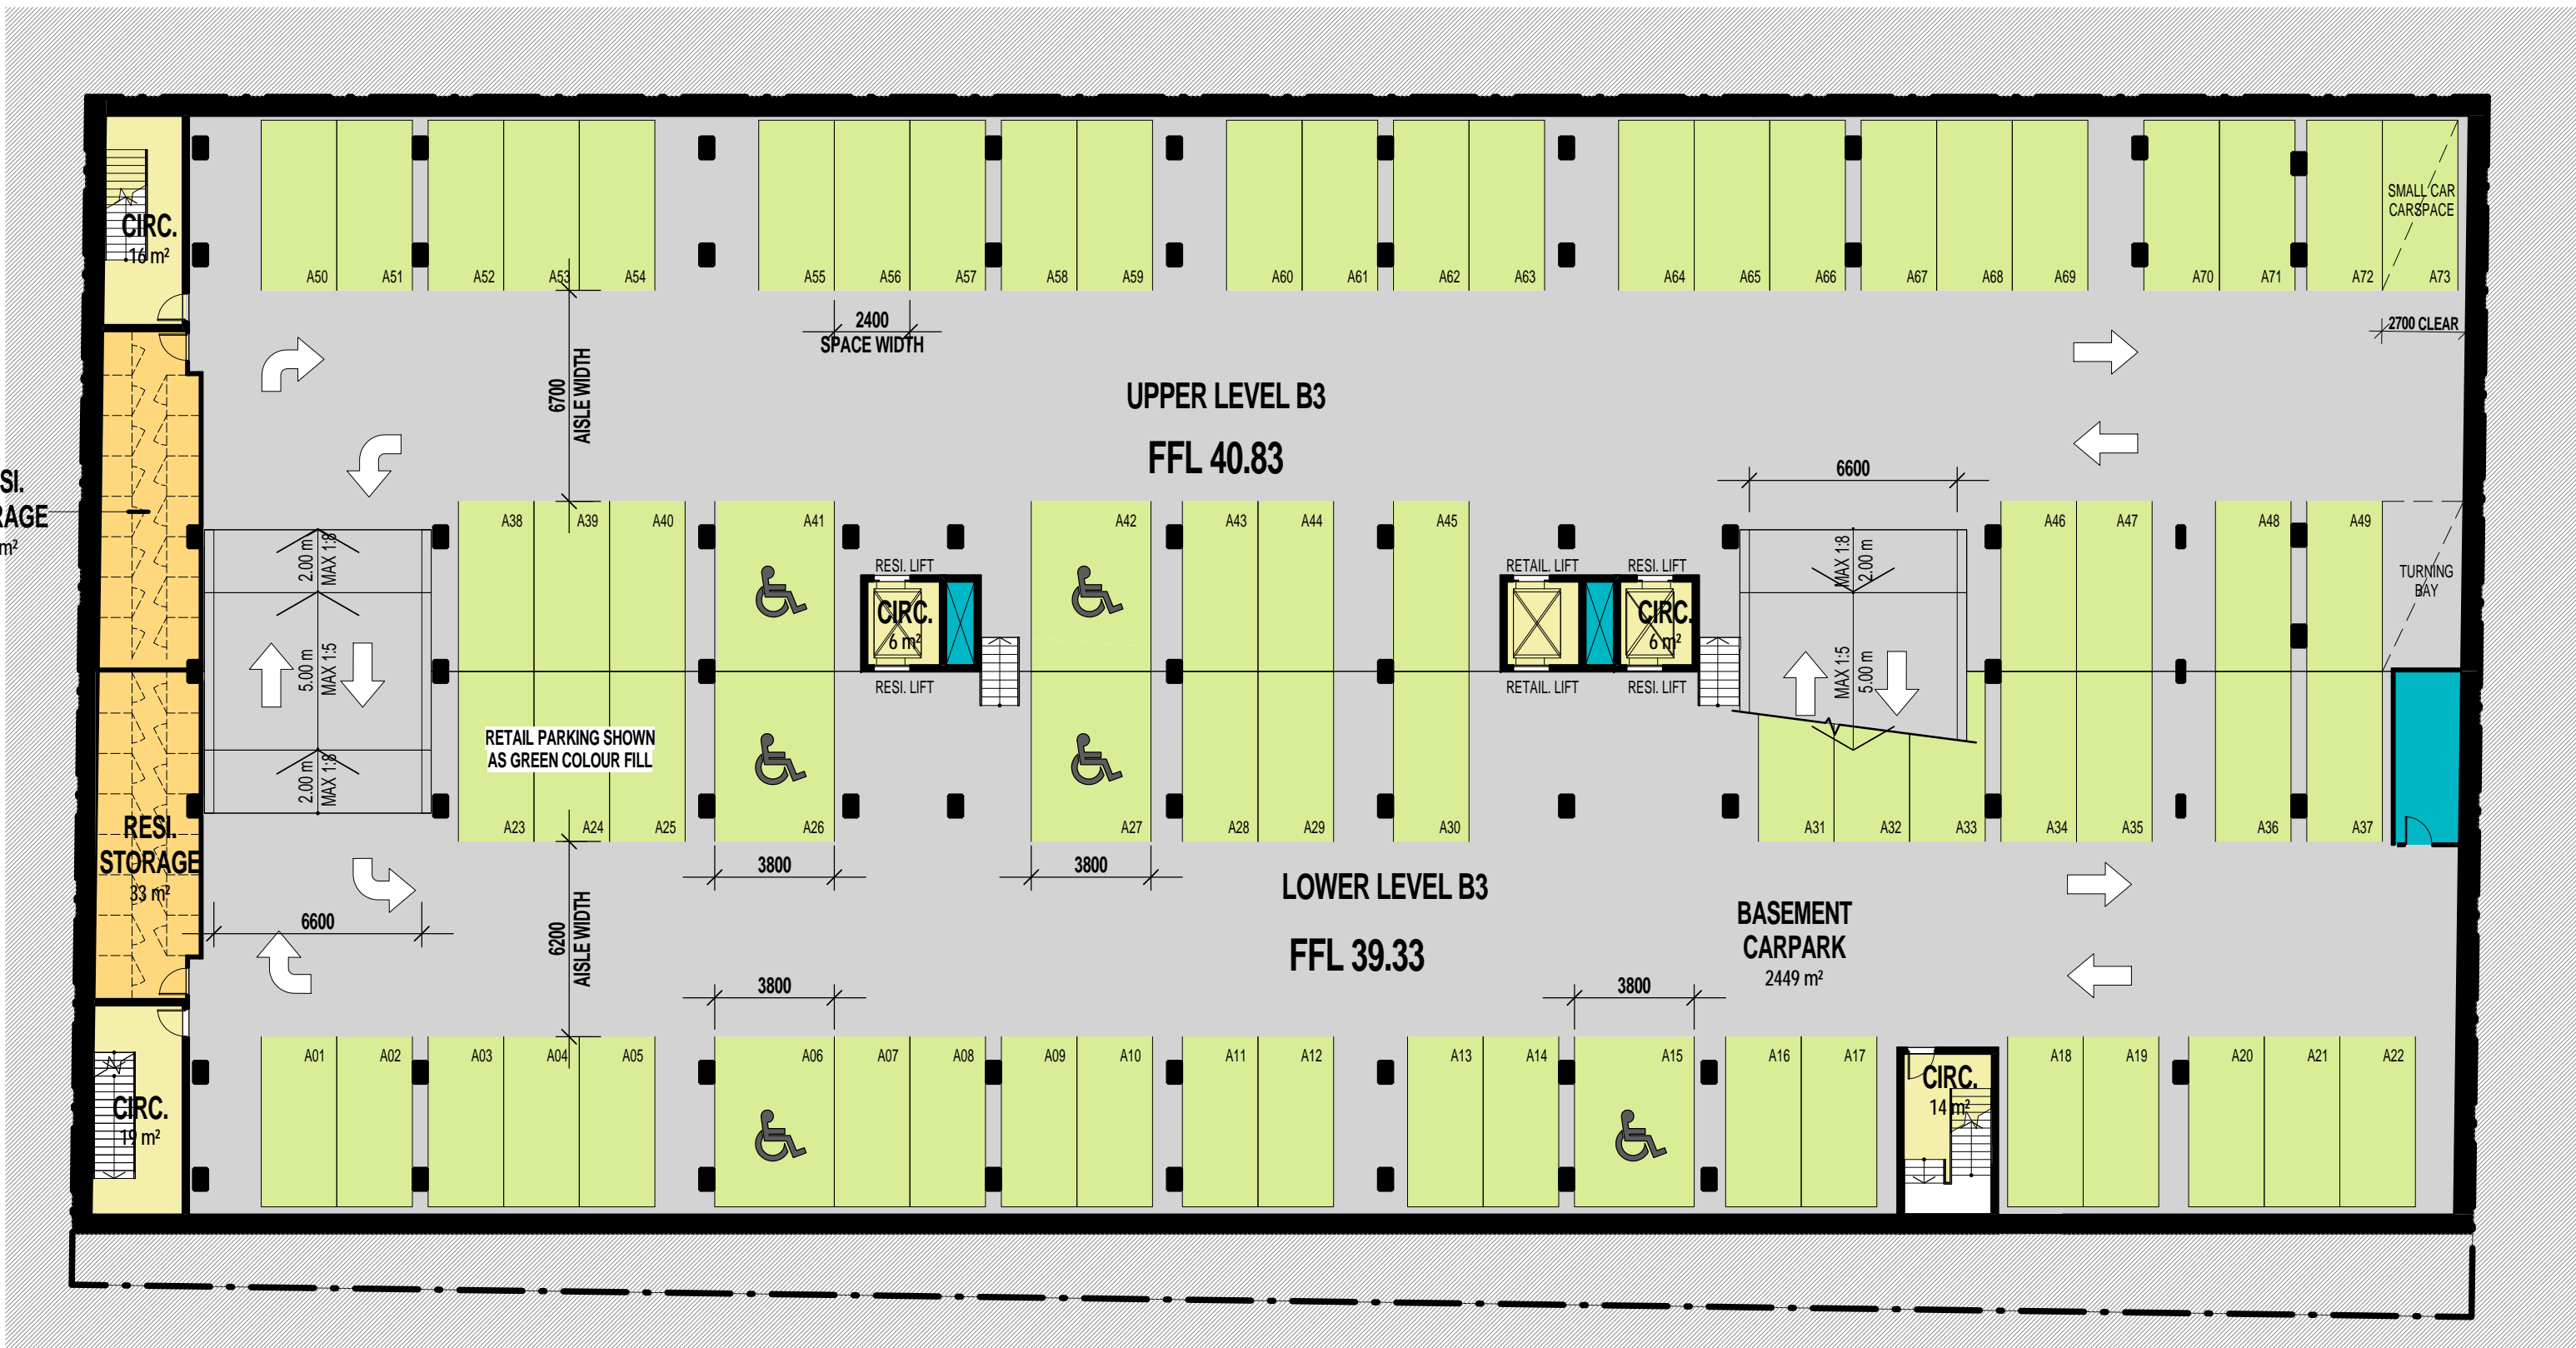 CIRC.
16 m²
A50
A51
A52
A53
A54
A55
A56
A57
A58
A59
A60
A61
A62
A63
A64
A65
A66
A67
A68
A69
A70
A71
A72
A73
SMALL CAR
CARSPACE
2400
SPACE WIDTH
2700 CLEAR
6700
AISLE WIDTH
UPPER LEVEL B3
FFL 40.83
6600
SI.
RAGE
m²
A38
A39
A40
A41
A42
A43
A44
A45
A46
A47
A48
A49
2.00 m
MAX 1:8
5.00 m
MAX 1:5
2.00 m
MAX 1:8
RESI. LIFT
CIRC.
6 m²
RESI. LIFT
RETAIL. LIFT
RESI. LIFT
CIRC.
6 m²
RETAIL. LIFT
RESI. LIFT
MAX 1:8
2.00 m
MAX 1:5
5.00 m
TURNING
BAY
RETAIL PARKING SHOWN
AS GREEN COLOUR FILL
A23
A24
A25
A26
A27
A28
A29
A30
A31
A32
A33
A34
A35
A36
A37
RESI.
STORAGE
33 m²
6600
3800
3800
6200
AISLE WIDTH
LOWER LEVEL B3
FFL 39.33
BASEMENT
CARPARK
2449 m²
3800
3800
A01
A02
A03
A04
A05
A06
A07
A08
A09
A10
A11
A12
A13
A14
A15
A16
A17
A18
A19
A20
A21
A22
CIRC.
19 m²
CIRC.
14 m²